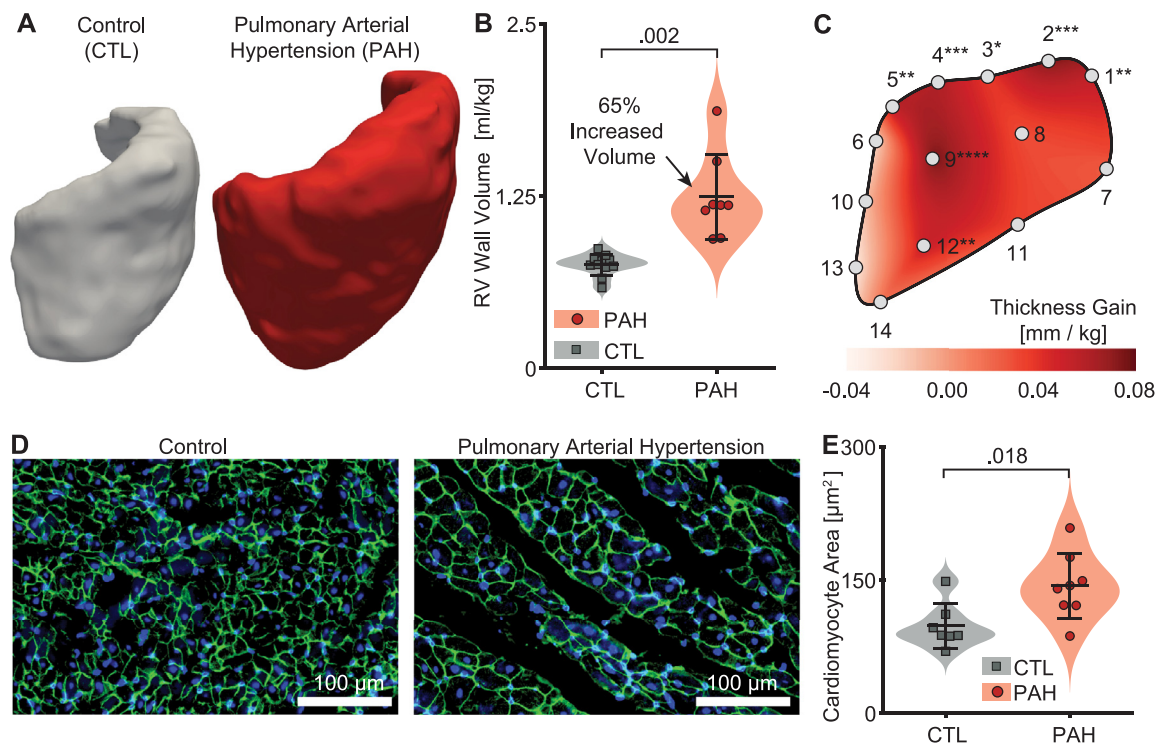 A
Control
(CTL)
Pulmonary Arterial
Hypertension (PAH)
B
RV Wall Volume [ml/kg]
2.5
1.25
0
.002
65%
Increased
Volume
PAH
CTL
CTL
PAH
C
2***
3*
4***
1**
5**
6
8
9****
7
10
11
12**
13
14
Thickness Gain
[mm / kg]
-0.04
0.00
0.04
0.08
D
Control
100 µm
Pulmonary Arterial Hypertension
100 µm
E
Cardiomyocyte Area [µm²]
300
150
0
.018
CTL
PAH
CTL
PAH